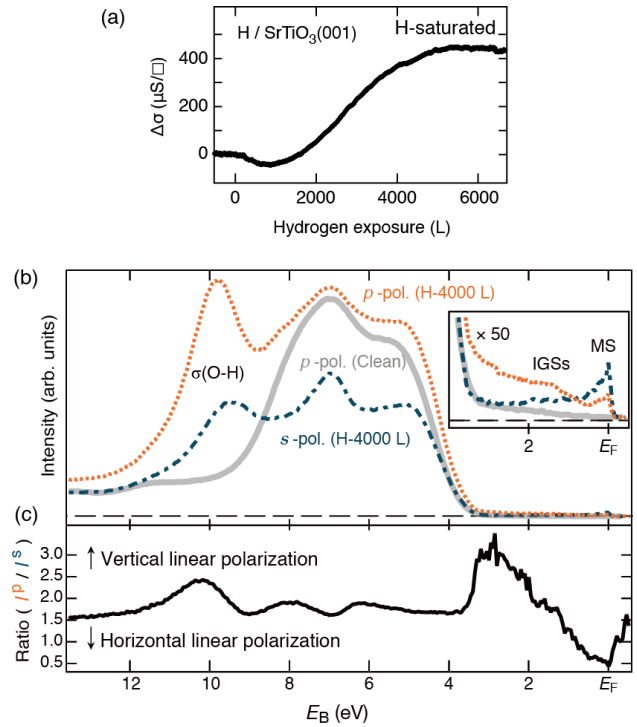 (a)
H / SrTiO3(001) H-saturated
Δσ (μS/□)
400
200
0
0 2000 4000 6000
Hydrogen exposure (L)
(b)
Intensity (arb. units)
p -pol. (H-4000 L)
p -pol. (Clean)
σ(O-H)
s -pol. (H-4000 L)
× 50
MS
IGSs
2 EF
(c)
Ratio ( I^p / I^s )
3.0
2.5
2.0
1.5
1.0
0.5
↑ Vertical linear polarization
↓ Horizontal linear polarization
12 10 8 6 4 2 EF
EB (eV)